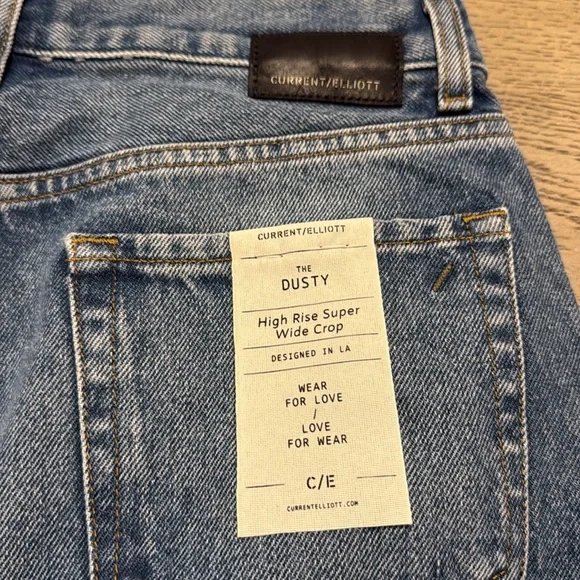 CURRENT/ELLIOTT
CURRENT/ELLIOTT
THE
DUSTY
High Rise Super
Wide Crop
DESIGNED IN LA
WEAR
FOR LOVE
/
LOVE
FOR WEAR
C/E
CURRENTELLIOTT.COM